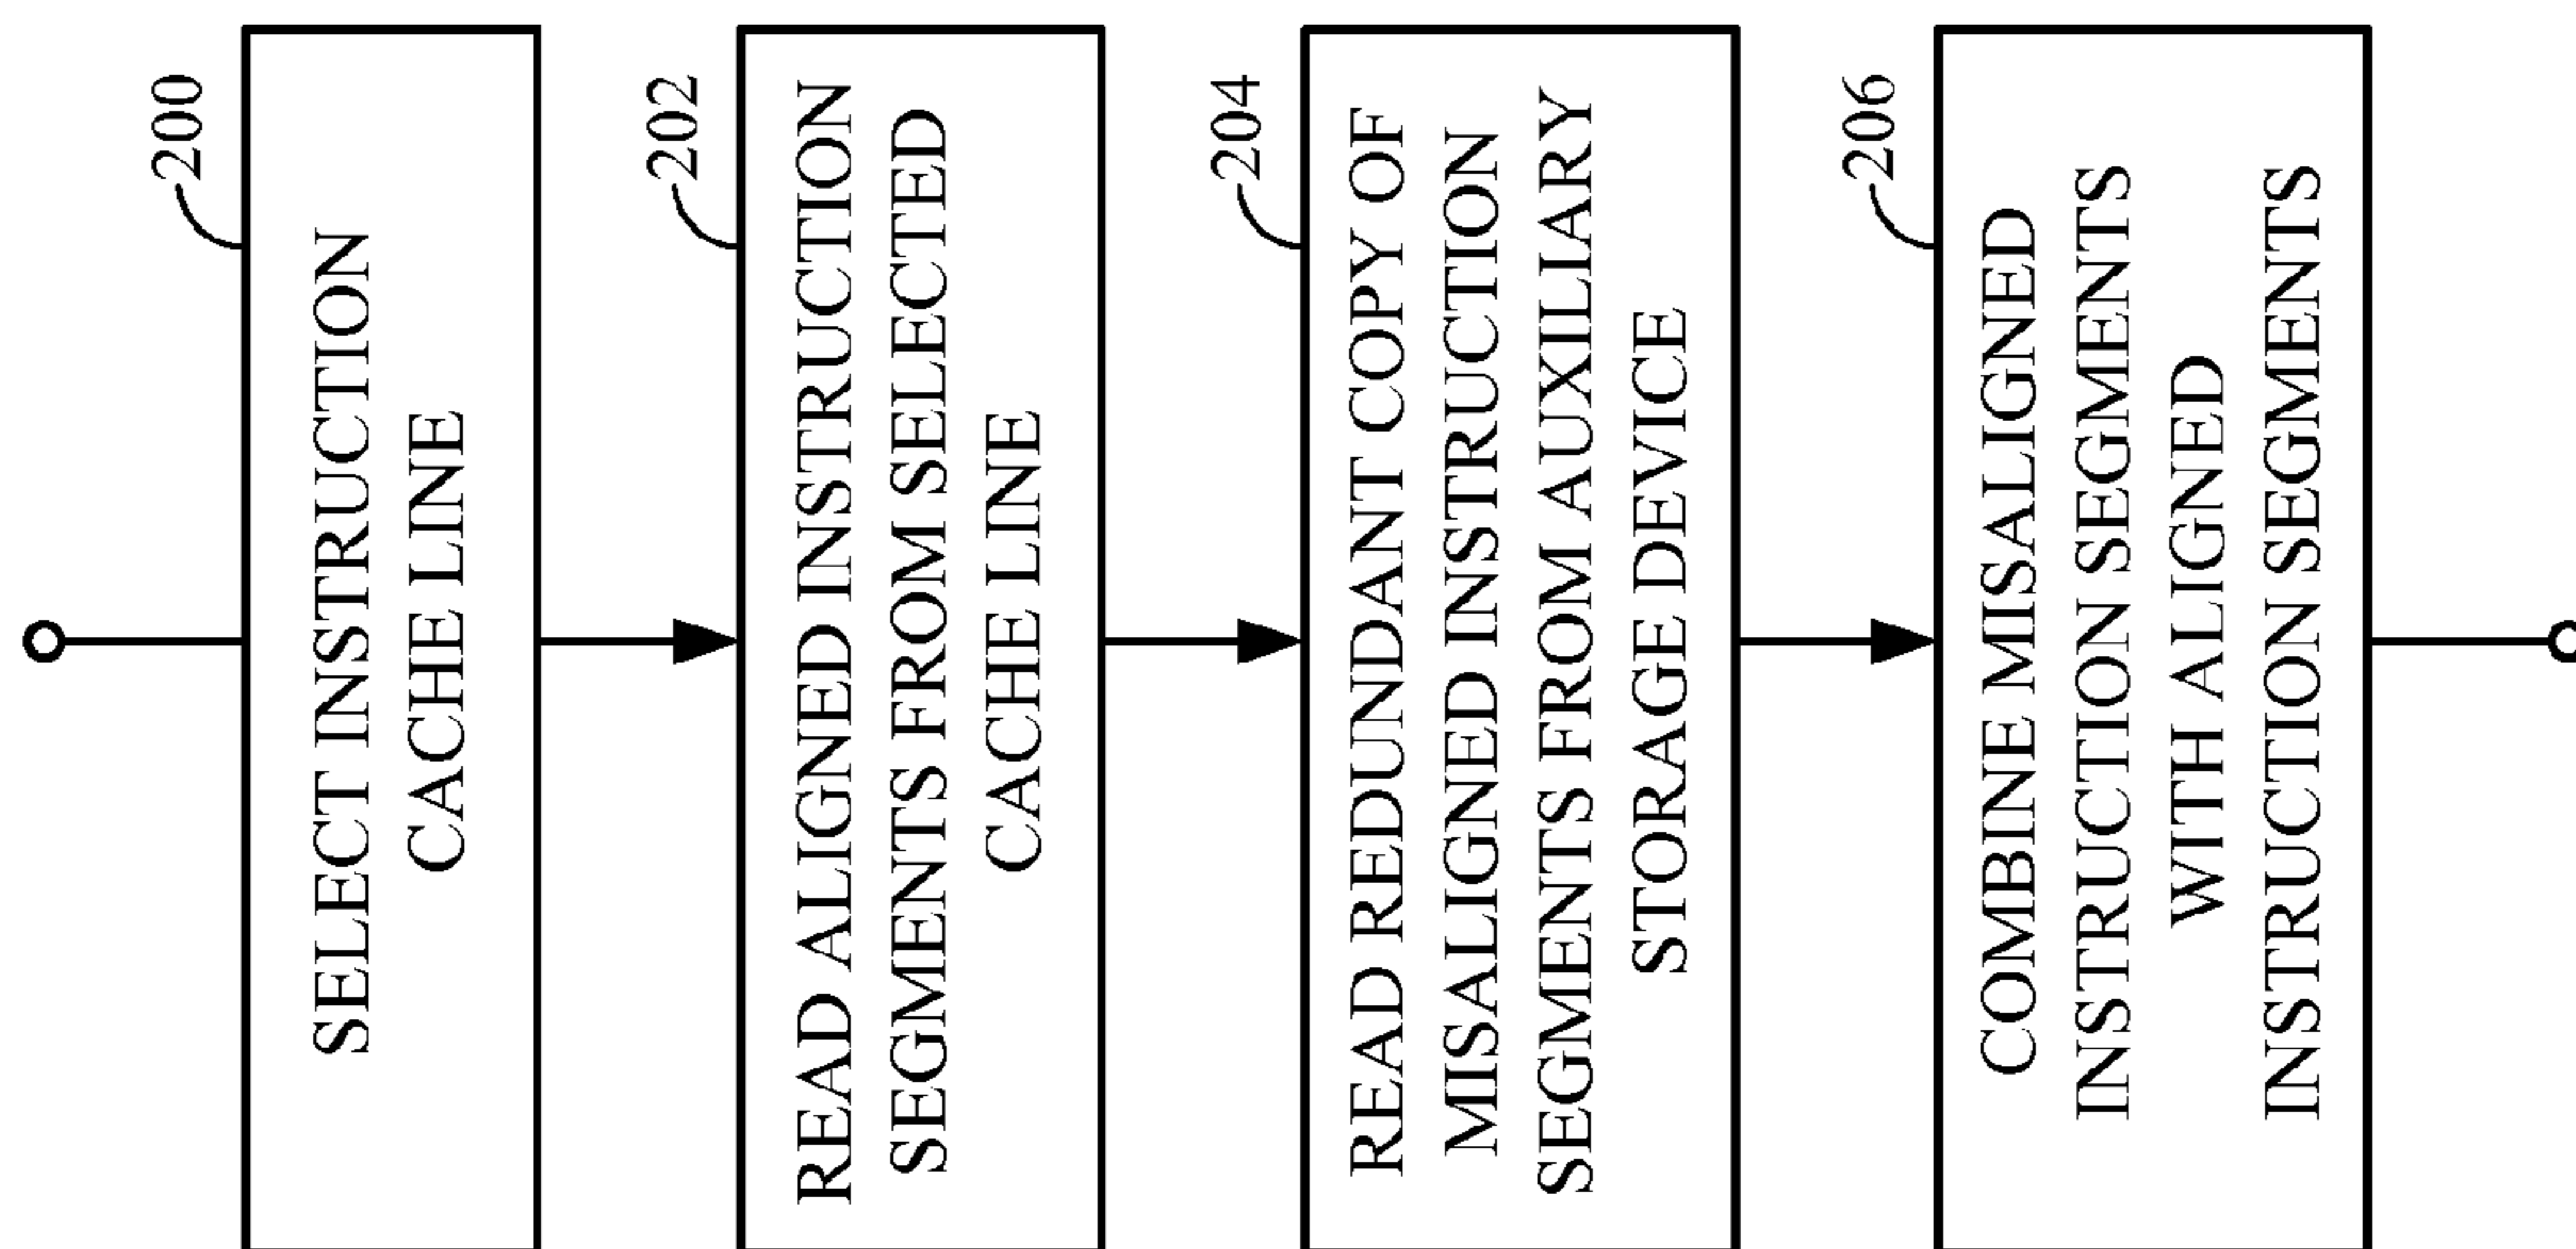 200
SELECT INSTRUCTION
CACHE LINE
202
READ ALIGNED INSTRUCTION
SEGMENTS FROM SELECTED
CACHE LINE
204
READ REDUNDANT COPY OF
MISALIGNED INSTRUCTION
SEGMENTS FROM AUXILIARY
STORAGE DEVICE
206
COMBINE MISALIGNED
INSTRUCTION SEGMENTS
WITH ALIGNED
INSTRUCTION SEGMENTS